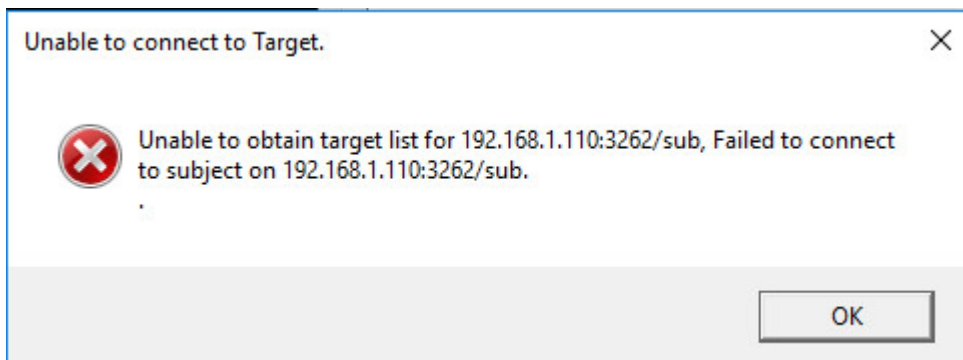 Unable to connect to Target.
Unable to obtain target list for 192.168.1.110:3262/sub, Failed to connect
to subject on 192.168.1.110:3262/sub.
.
OK